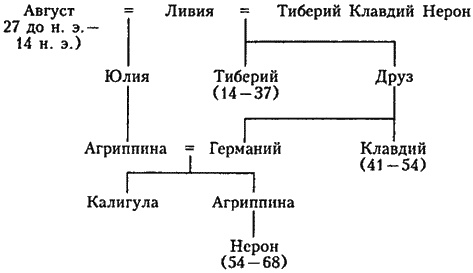 Август = Ливия = Тиберий Клавдий Нерон
27 до н. э.—
14 н. э.)
Юлия Тиберий Друз
(14—37)
Агриппина = Германий Клавдий
(41—54)
Калигула Агриппина
Нерон
(54—68)